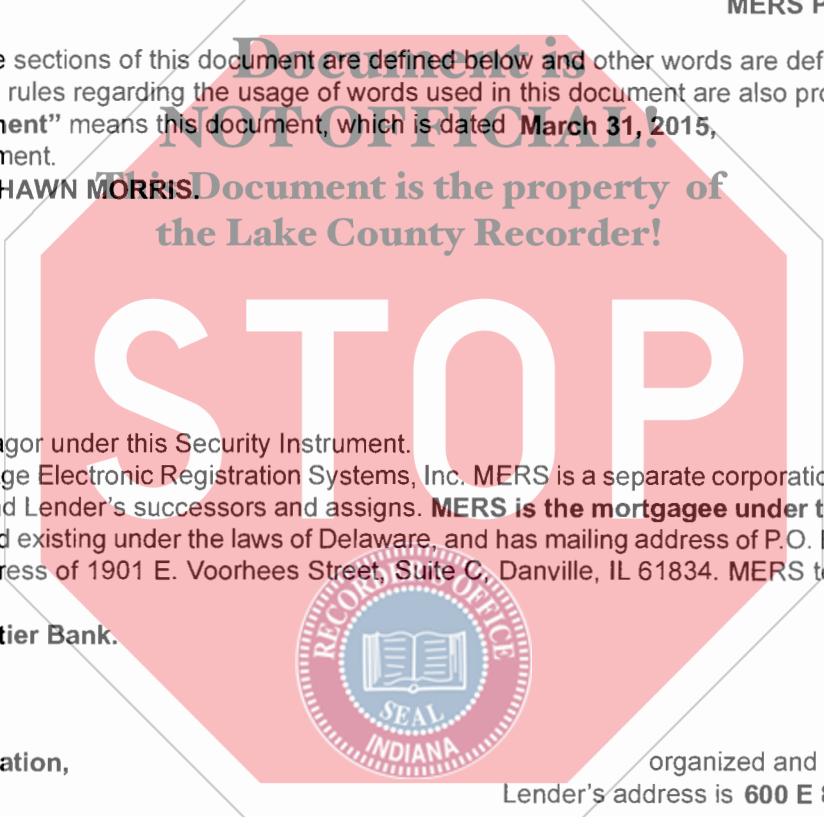 MERS P
e sections of this document are defined below and other words are def
rules regarding the usage of words used in this document are also pro
nent” means this document, which is dated March 31, 2015,
ment.
HAWN MORRIS.
Document is
NOT OFFICIAL!
This Document is the property of
the Lake County Recorder!
STOP
agor under this Security Instrument.
ge Electronic Registration Systems, Inc. MERS is a separate corporatio
d Lender’s successors and assigns. MERS is the mortgagee under t
d existing under the laws of Delaware, and has mailing address of P.O.
ress of 1901 E. Voorhees Street, Suite C, Danville, IL 61834. MERS te
tier Bank.
RECORDER'S OFFICE
SEAL
INDIANA
ation,
organized and
Lender’s address is 600 E 8